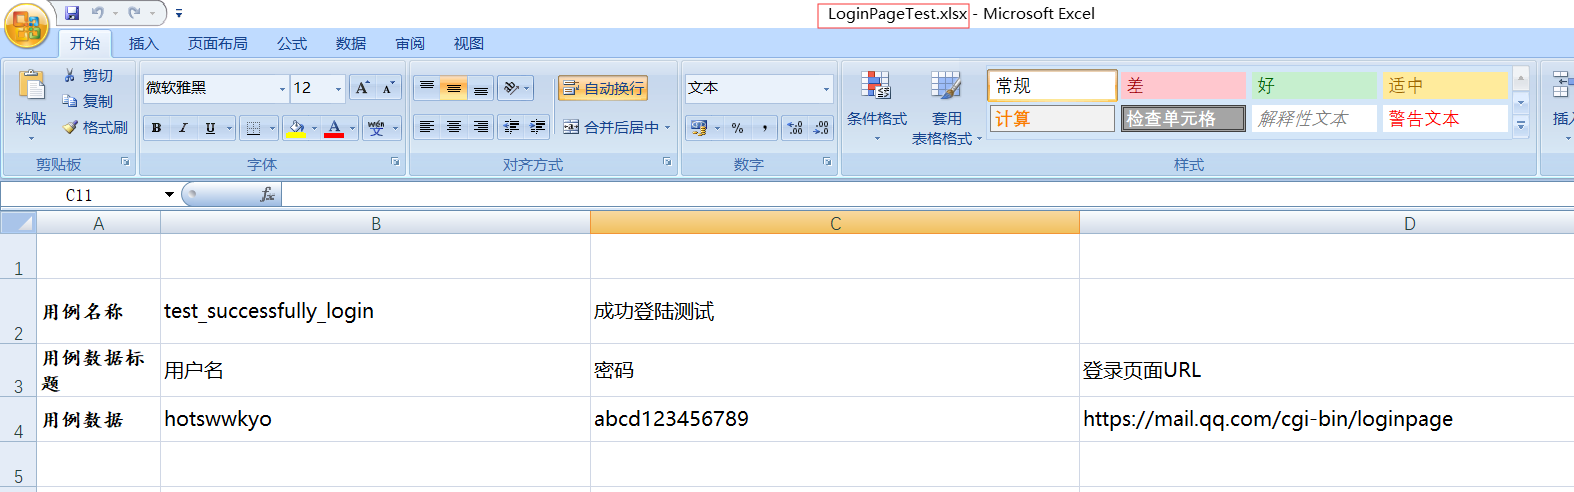 LoginPageTest.xlsx - Microsoft Excel
开始 插入 页面布局 公式 数据 审阅 视图
剪切
复制
格式刷
粘贴
剪贴板
微软雅黑 12 A A
B I U A wén 文
字体
自动换行
合并后居中
对齐方式
文本
% , .00 .00
数字
条件格式
套用
表格格式
常规 差 好 适中
计算 检查单元格 解释性文本 警告文本
样式
插入
C11 fx
A B C D
1
2 用例名称 test_successfully_login 成功登陆测试
3 用例数据标题 用户名 密码 登录页面URL
4 用例数据 hotswwkyo abcd123456789 https://mail.qq.com/cgi-bin/loginpage
5